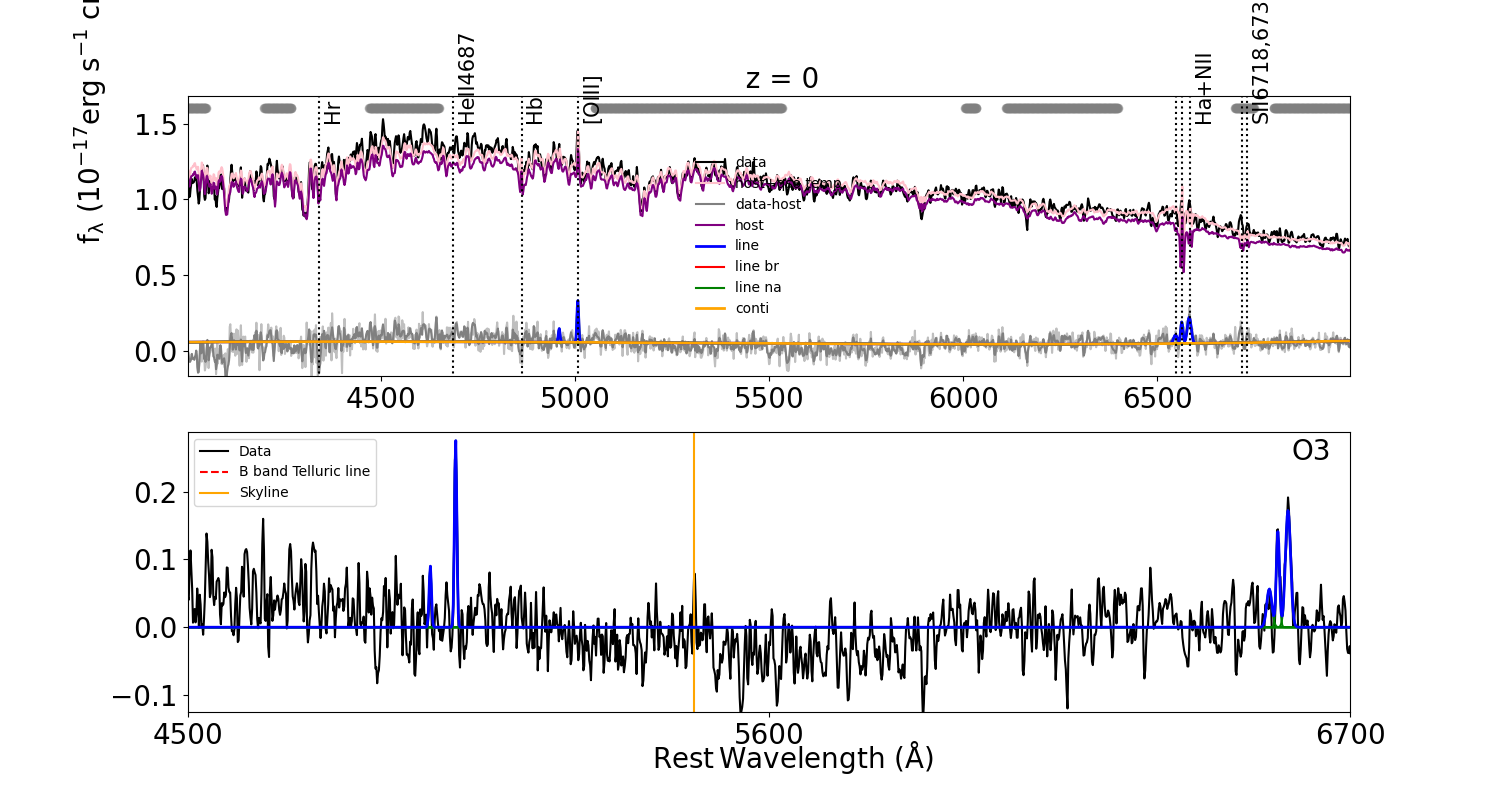 z = 0
fλ (10⁻¹⁷erg s⁻¹
Hr
HeII4687
Hb
[OIII]
Ha+NII
SII6718,673
1.5
1.0
0.5
0.0
data
data-host
host
line
line br
line na
conti
4500
5000
5500
6000
6500
Data
B band Telluric line
Skyline
O3
0.2
0.1
0.0
−0.1
4500
5600
6700
Rest Wavelength (Å)